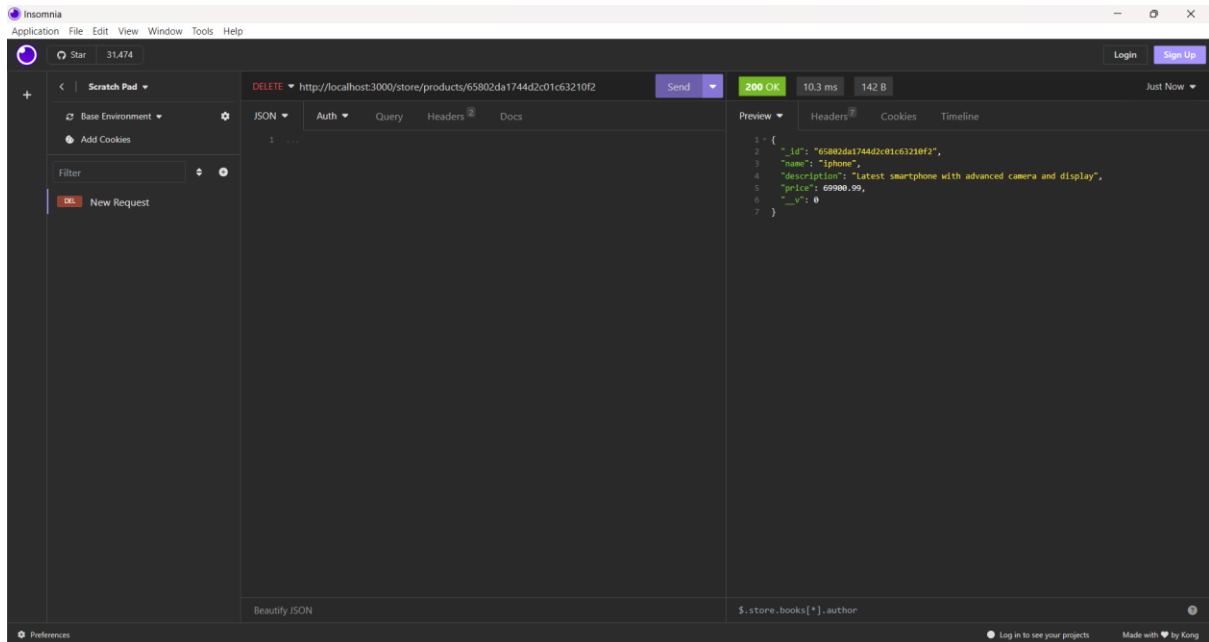 Insomnia
Application File Edit View Window Tools Help
Star 31,474 Login Sign Up
Scratch Pad
Base Environment
Add Cookies
Filter
DEL New Request
DELETE http://localhost:3000/store/products/65802da1744d2c01c63210f2 Send
JSON Auth Query Headers 2 Docs
1 ...
Beautify JSON
200 OK 10.3 ms 142 B Just Now
Preview Headers 7 Cookies Timeline
1 {
2 "_id": "65802da1744d2c01c63210f2",
3 "name": "iphone",
4 "description": "Latest smartphone with advanced camera and display",
5 "price": 69900.99,
6 "__v": 0
7 }
$.store.books[*].author
Preferences Log in to see your projects Made with ♥ by Kong